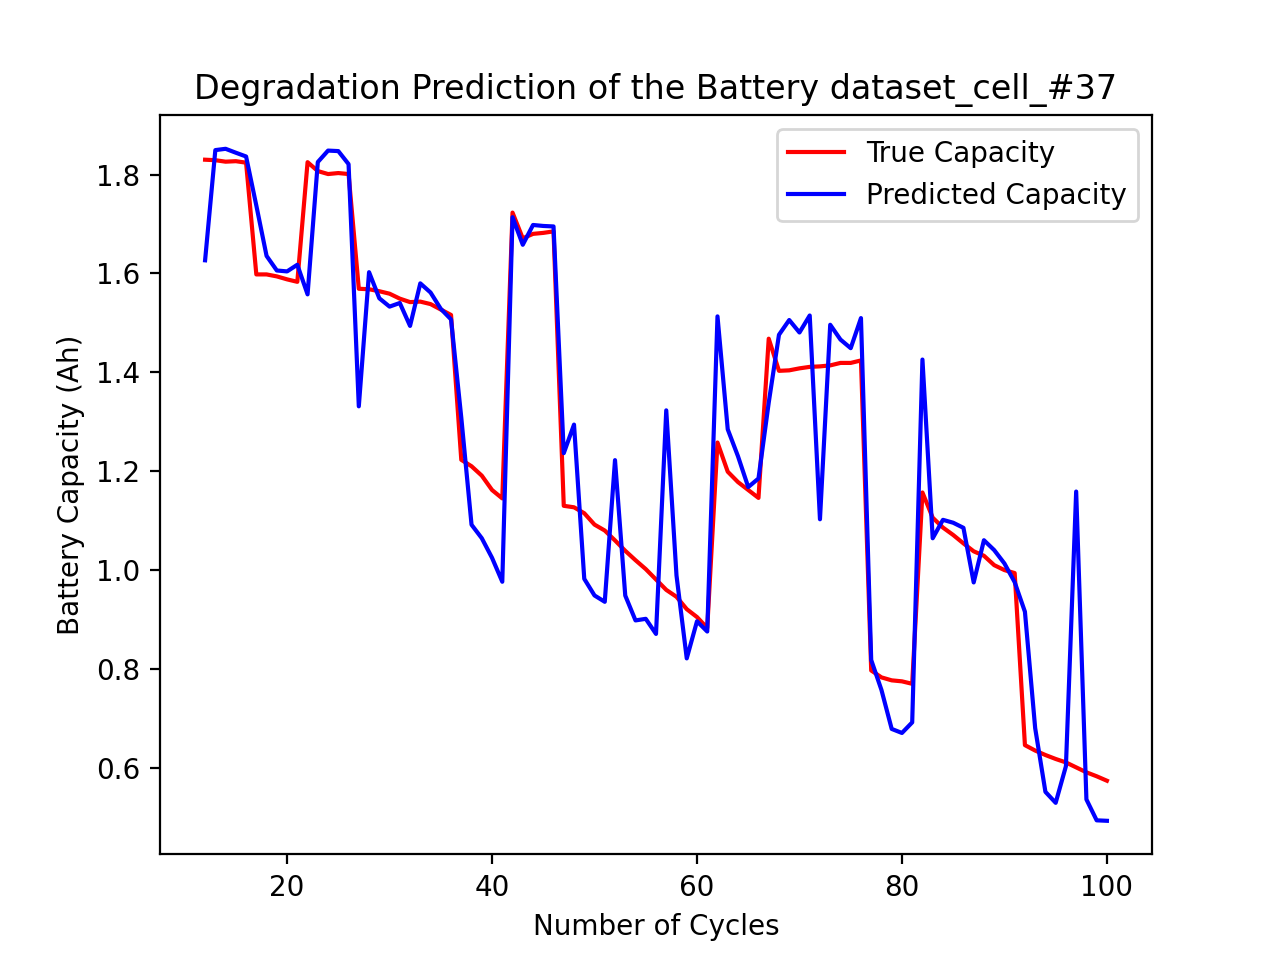 Degradation Prediction of the Battery dataset_cell_#37
True Capacity
Predicted Capacity
Battery Capacity (Ah)
1.8
1.6
1.4
1.2
1.0
0.8
0.6
20 40 60 80 100
Number of Cycles